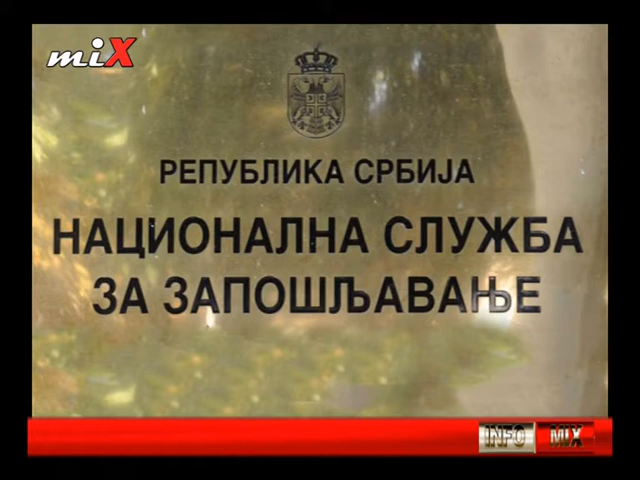 miX
РЕПУБЛИКА СРБИЈА
НАЦИОНАЛНА СЛУЖБА
ЗА ЗАПОШЉАВАЊЕ
INFO MIX